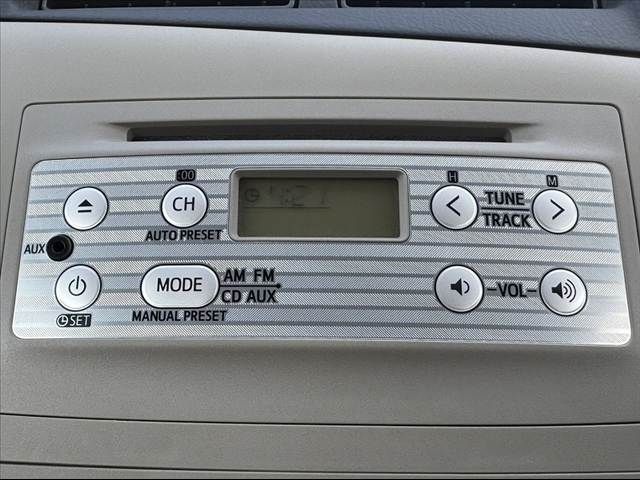 :00
H
M
CH
TUNE
TRACK
AUTO PRESET
AUX
MODE
AM FM
CD AUX
VOL
SET
MANUAL PRESET